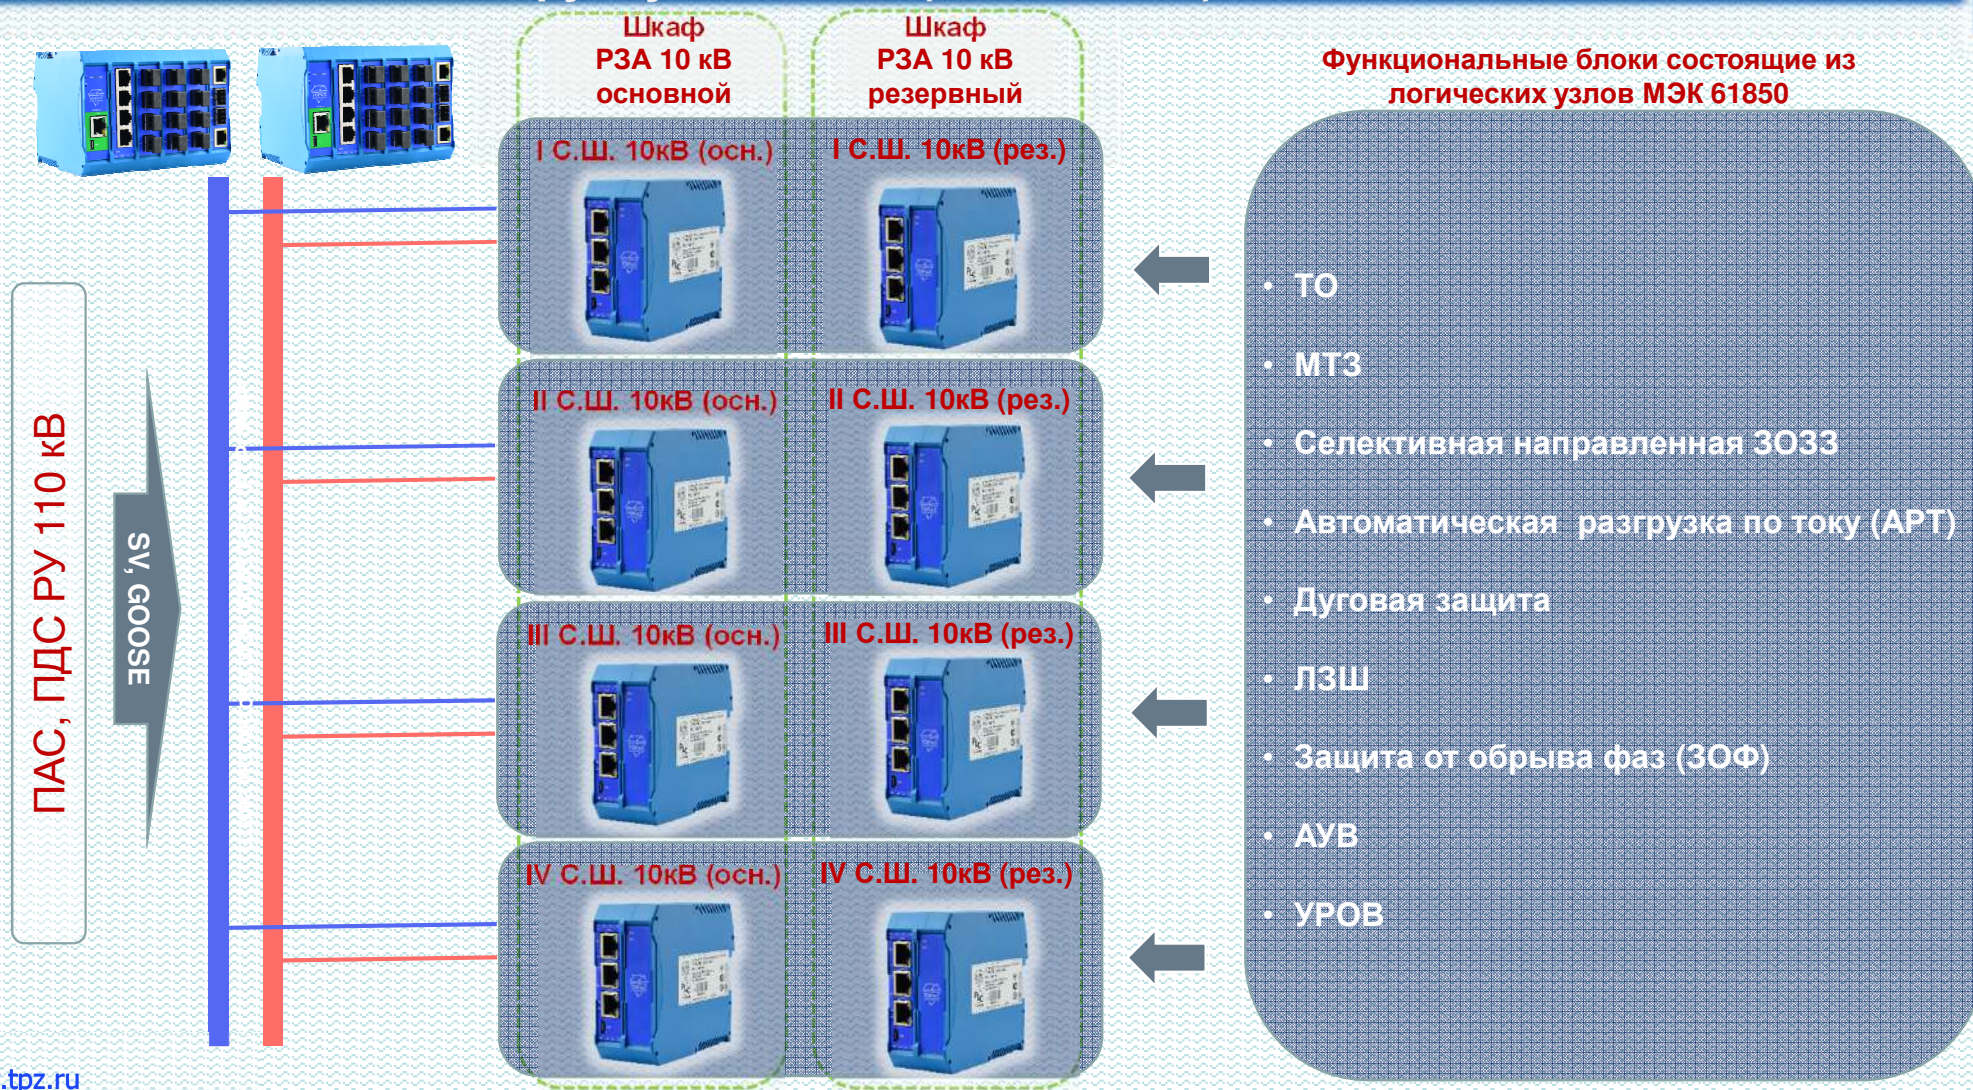 Шкаф
РЗА 10 кВ
основной
Шкаф
РЗА 10 кВ
резервный
Функциональные блоки состоящие из
логических узлов МЭК 61850
I С.Ш. 10кВ (осн.)
I С.Ш. 10кВ (рез.)
II С.Ш. 10кВ (осн.)
II С.Ш. 10кВ (рез.)
III С.Ш. 10кВ (осн.)
III С.Ш. 10кВ (рез.)
IV С.Ш. 10кВ (осн.)
IV С.Ш. 10кВ (рез.)
ПАС, ПДС РУ 110 кВ
SV, GOOSE
• ТО
• МТЗ
• Селективная направленная ЗОЗЗ
• Автоматическая разгрузка по току (АРТ)
• Дуговая защита
• ЛЗШ
• Защита от обрыва фаз (ЗОФ)
• АУВ
• УРОВ
.tpz.ru